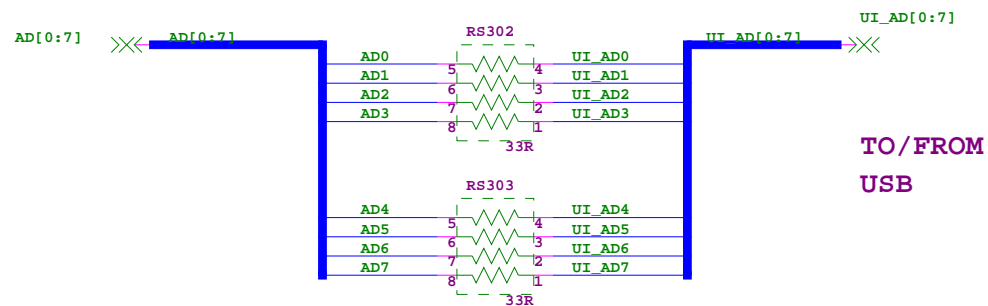 UI_AD[0:7]
AD[0:7] AD[0:7] RS302 UI_AD[0:7]
AD0 5 4 UI_AD0
AD1 6 3 UI_AD1
AD2 7 2 UI_AD2
AD3 8 1 UI_AD3
33R
TO/FROM
USB
RS303
AD4 5 4 UI_AD4
AD5 6 3 UI_AD5
AD6 7 2 UI_AD6
AD7 8 1 UI_AD7
33R